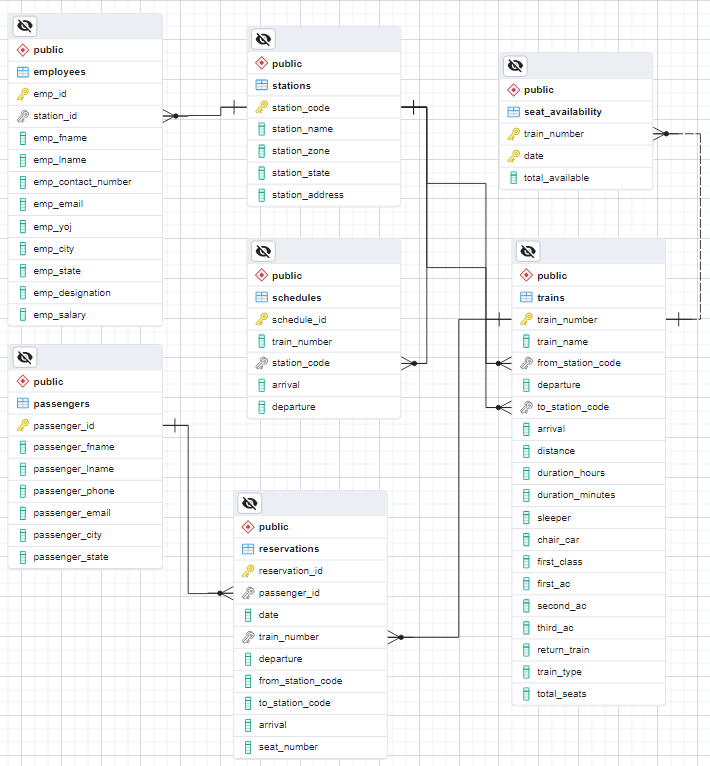 public
employees
emp_id
station_id
emp_fname
emp_lname
emp_contact_number
emp_email
emp_yoj
emp_city
emp_state
emp_designation
emp_salary
public
stations
station_code
station_name
station_zone
station_state
station_address
public
seat_availability
train_number
date
total_available
public
schedules
schedule_id
train_number
station_code
arrival
departure
public
trains
train_number
train_name
from_station_code
departure
to_station_code
arrival
distance
duration_hours
duration_minutes
sleeper
chair_car
first_class
first_ac
second_ac
third_ac
return_train
train_type
total_seats
public
passengers
passenger_id
passenger_fname
passenger_lname
passenger_phone
passenger_email
passenger_city
passenger_state
public
reservations
reservation_id
passenger_id
date
train_number
departure
from_station_code
to_station_code
arrival
seat_number